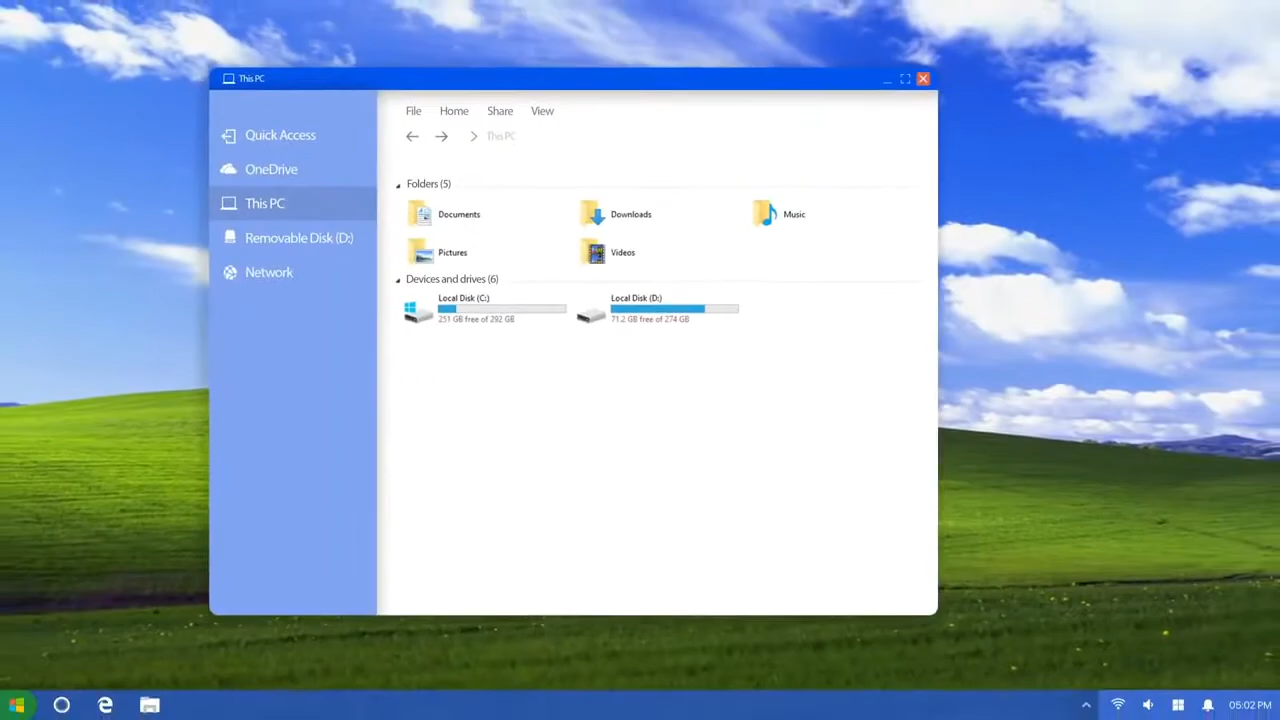 This PC
File Home Share View
This PC
Quick Access
OneDrive
This PC
Removable Disk (D:)
Network
Folders (5)
Documents Downloads Music
Pictures Videos
Devices and drives (6)
Local Disk (C:) Local Disk (D:)
251 GB free of 292 GB 71.2 GB free of 274 GB
05:02 PM